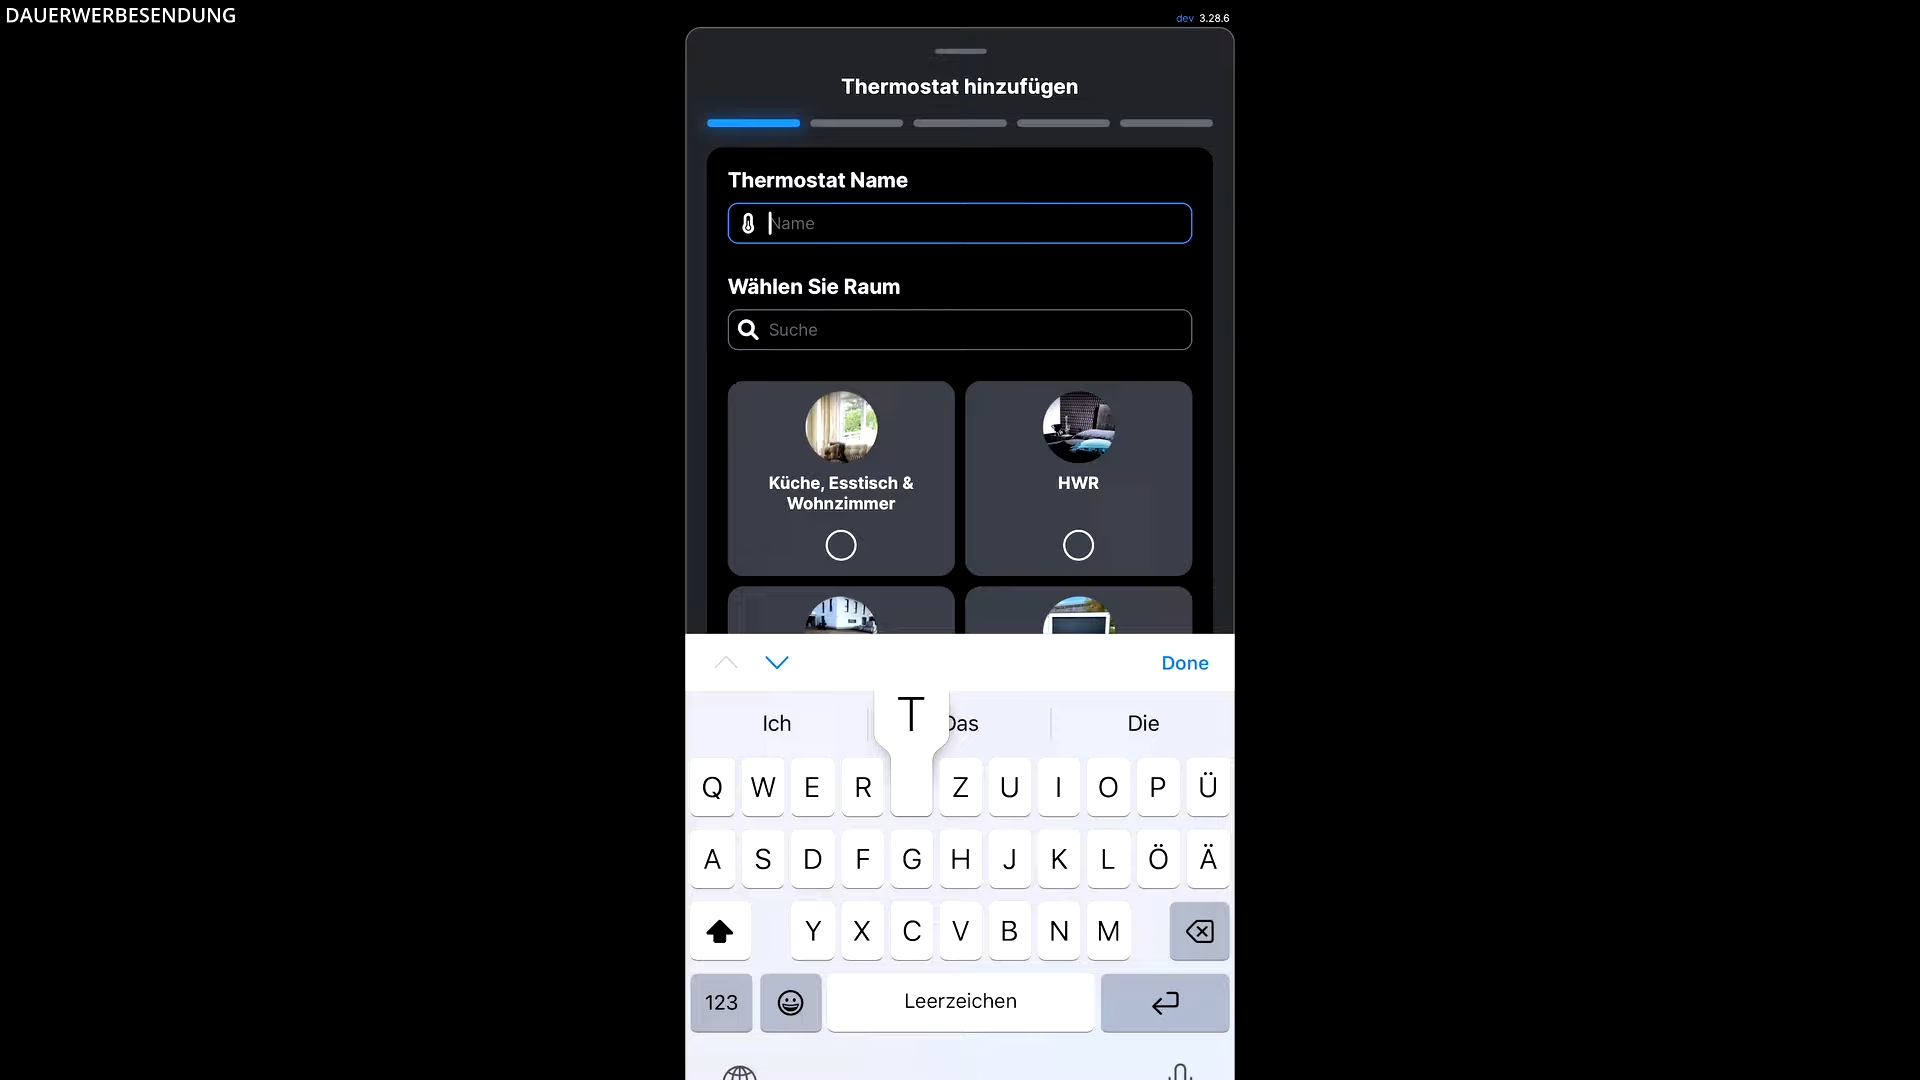 DAUERWERBESENDUNG
dev 3.28.6
Thermostat hinzufügen
Thermostat Name
Name
Wählen Sie Raum
Suche
Küche, Esstisch &
Wohnzimmer
HWR
Done
Ich Das Die
Q W E R T Z U I O P Ü
A S D F G H J K L Ö Ä
Y X C V B N M
123 Leerzeichen